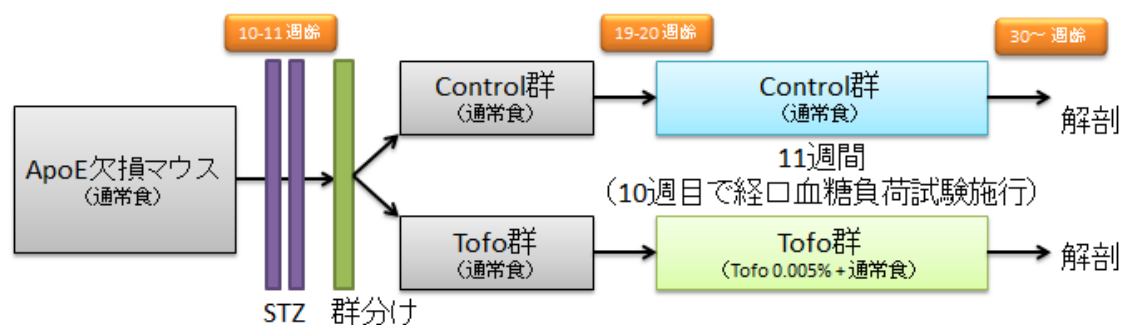 10-11 週齢
19-20 週齢
30～ 週齢
ApoE欠損マウス
(通常食)
STZ
群分け
Control群
(通常食)
Control群
(通常食)
解剖
11週間
(10週目で経口血糖負荷試験施行)
Tofo群
(通常食)
Tofo群
(Tofo 0.005% + 通常食)
解剖